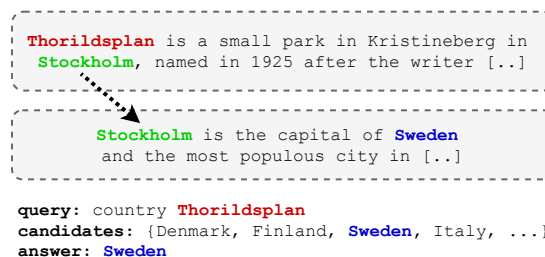 Thorildsplan is a small park in Kristineberg in
Stockholm, named in 1925 after the writer [..]
Stockholm is the capital of Sweden
and the most populous city in [..]
query: country Thorildsplan
candidates: {Denmark, Finland, Sweden, Italy, ...}
answer: Sweden